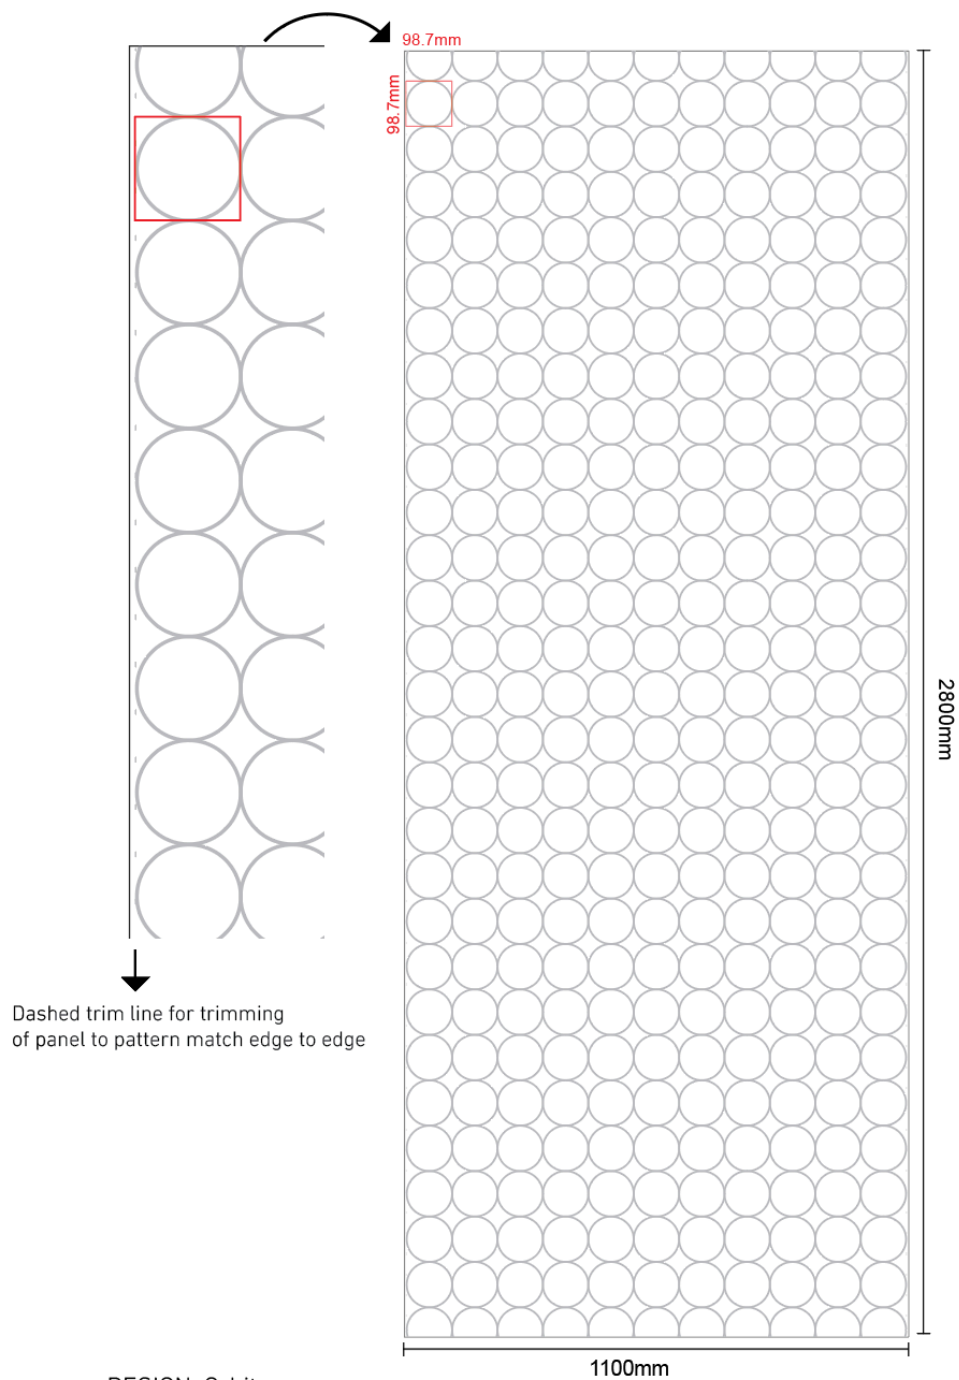 98.7mm
98.7mm
2800mm
Dashed trim line for trimming
of panel to pattern match edge to edge
1100mm